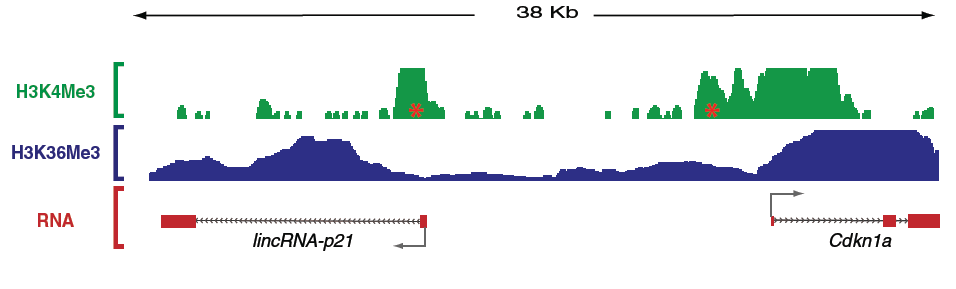 38 Kb
H3K4Me3
* *
H3K36Me3
RNA
lincRNA-p21
Cdkn1a